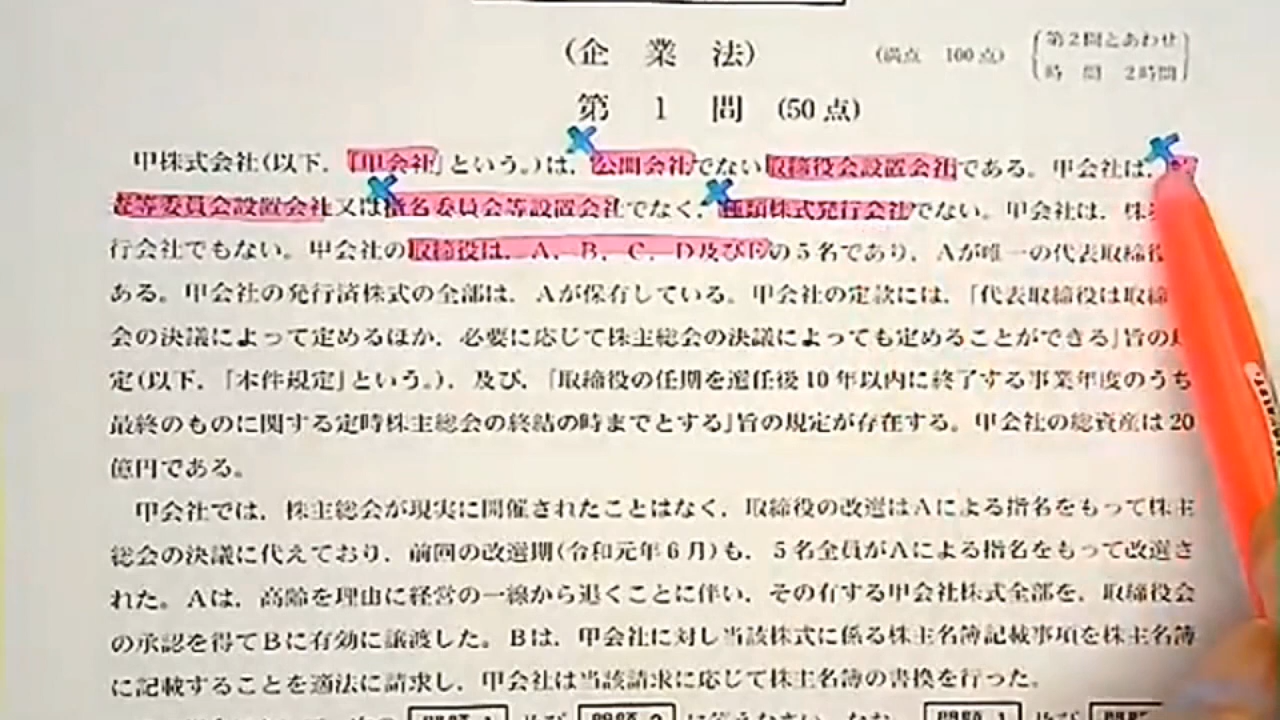 (企 業 法) (満点 100点) 第2問とあわせ
時 間 2時間
第 1 問 (50点)
甲株式会社(以下,「甲会社」という。)は,公開会社でない取締役会設置会社である。甲会社は,
査等委員会設置会社又は指名委員会等設置会社でなく,種類株式発行会社でない。甲会社は,株
行会社でもない。甲会社の取締役は,A,B,C,D及びEの5名であり,Aが唯一の代表取締役
ある。甲会社の発行済株式の全部は,Aが保有している。甲会社の定款には,「代表取締役は取締
会の決議によって定めるほか,必要に応じて株主総会の決議によっても定めることができる」旨の
定(以下,「本件規定」という。),及び,「取締役の任期を選任後10年以内に終了する事業年度のうち
最終のものに関する定時株主総会の終結の時までとする」旨の規定が存在する。甲会社の総資産は20
億円である。
甲会社では,株主総会が現実に開催されたことはなく,取締役の改選はAによる指名をもって株主
総会の決議に代えており,前回の改選期(令和元年6月)も,5名全員がAによる指名をもって改選さ
れた。Aは,高齢を理由に経営の一線から退くことに伴い,その有する甲会社株式全部を,取締役会
の承認を得てBに有効に譲渡した。Bは,甲会社に対し当該株式に係る株主名簿記載事項を株主名簿
に記載することを適法に請求し,甲会社は当該請求に応じて株主名簿の書換を行った。